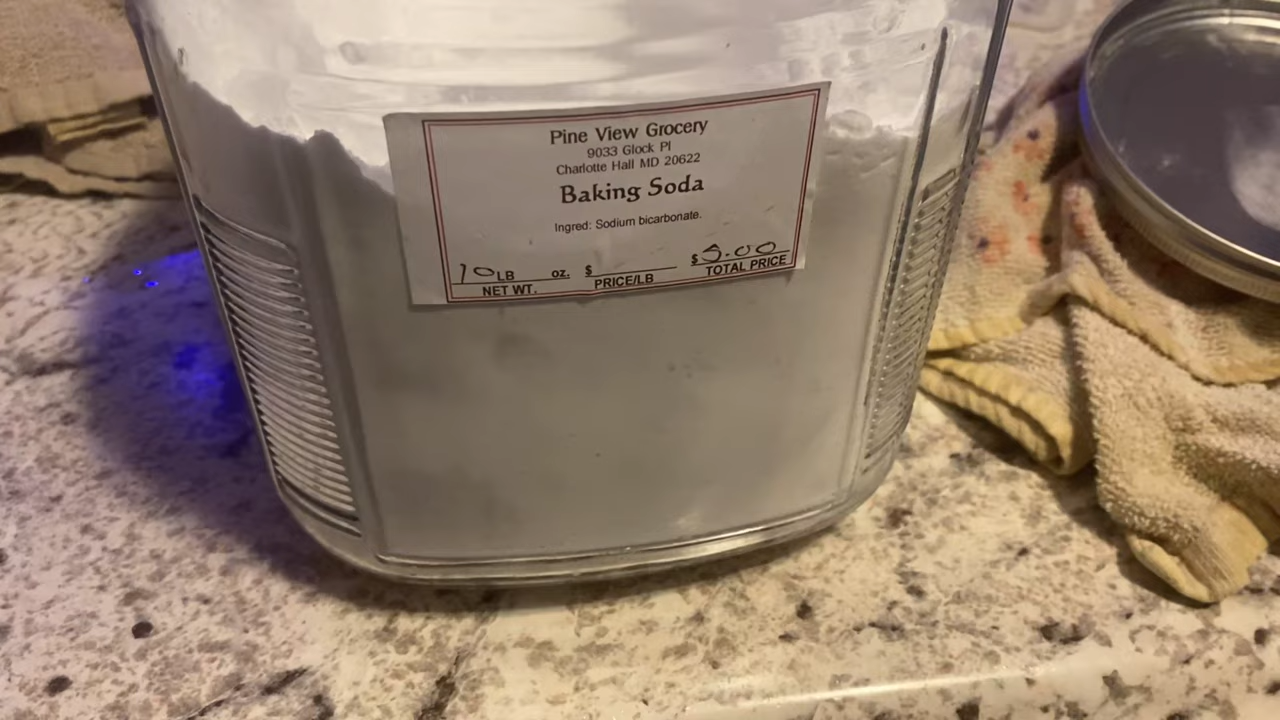 Pine View Grocery
9033 Glock Pl
Charlotte Hall MD 20622
Baking Soda
Ingred: Sodium bicarbonate.
10 LB oz. $ $ 5.00
NET WT. PRICE/LB TOTAL PRICE